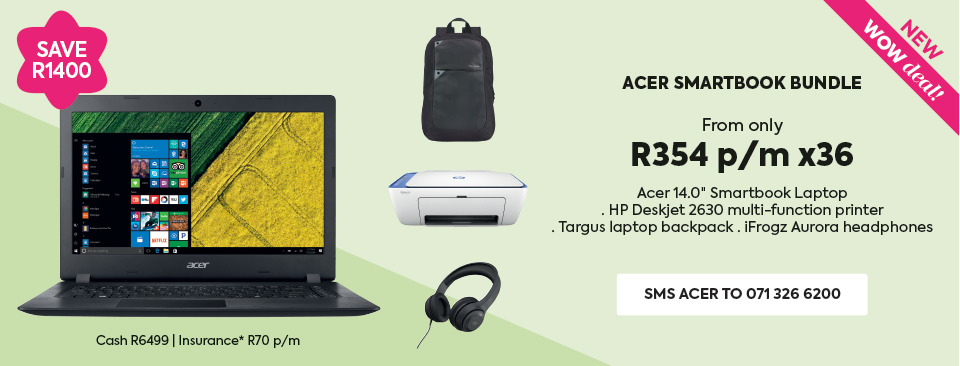 SAVE
R1400
acer
Cash R6499 | Insurance* R70 p/m
NEW
WOW deal!
ACER SMARTBOOK BUNDLE
From only
R354 p/m x36
Acer 14.0" Smartbook Laptop
. HP Deskjet 2630 multi-function printer
. Targus laptop backpack . iFrogz Aurora headphones
SMS ACER TO 071 326 6200